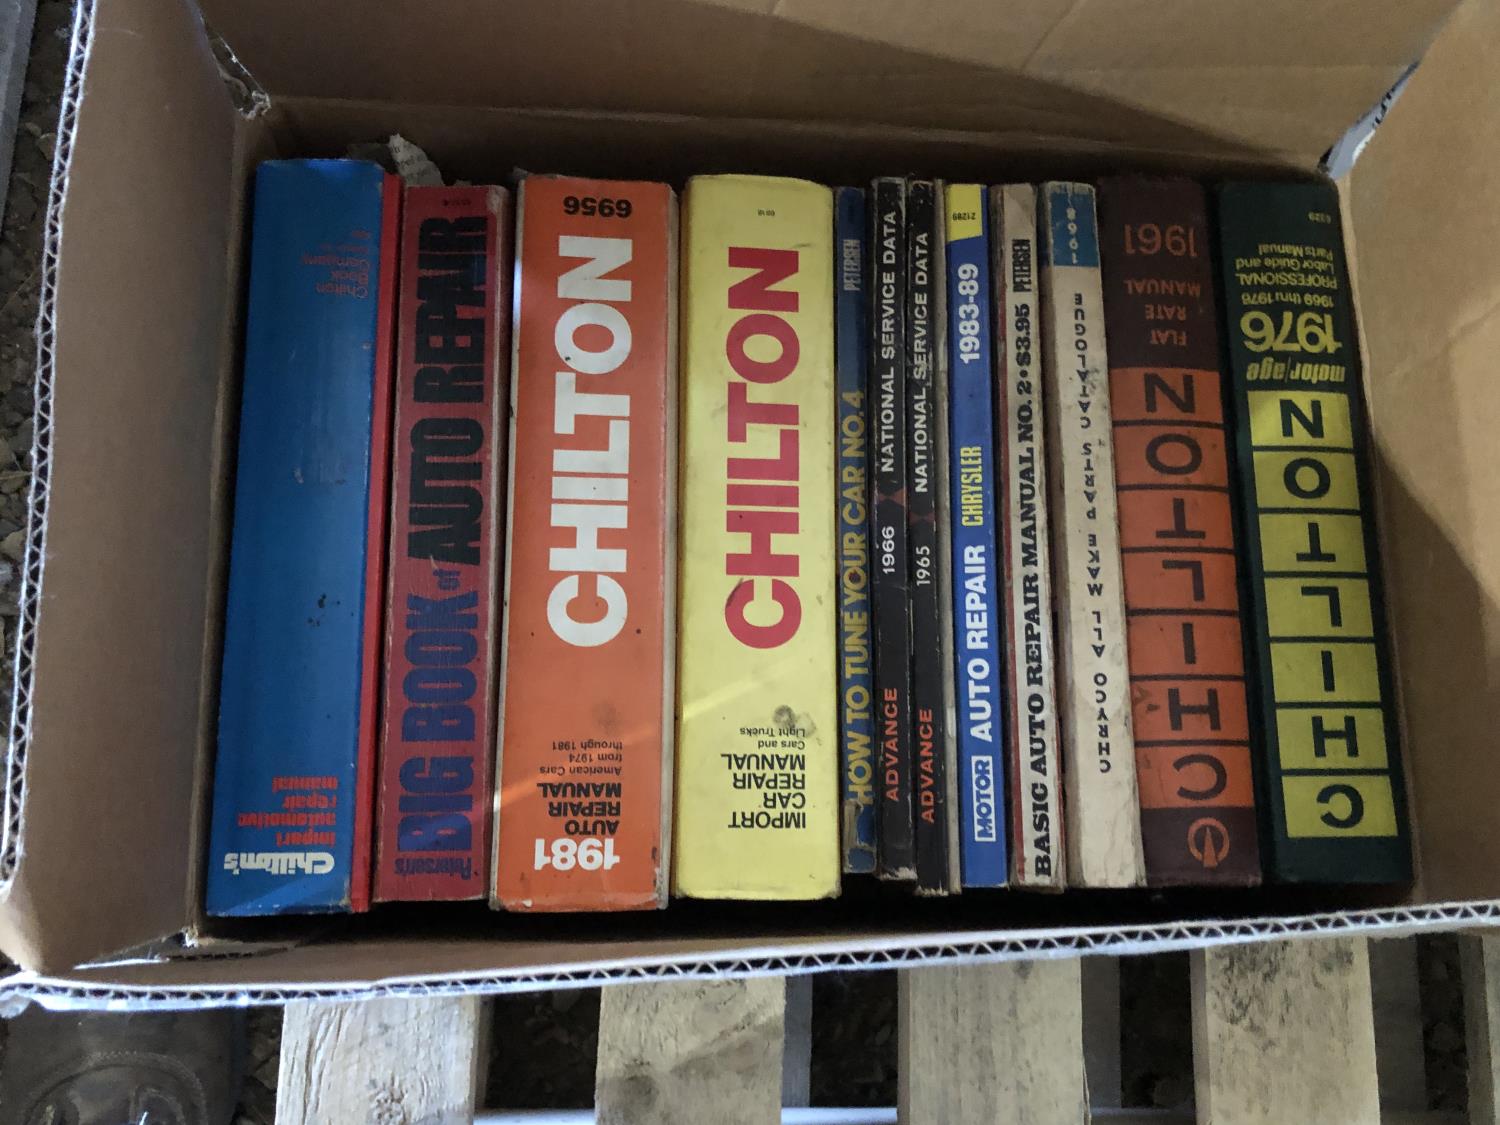 Chilton's
import
automotive
repair
manual
Chilton
Book
Company
Petersen's
BIG BOOK of AUTO REPAIR
1981
AUTO
REPAIR
MANUAL
American Cars
from 1974
through 1981
CHILTON
6956
IMPORT
CAR
REPAIR
MANUAL
Cars and
Light Trucks
CHILTON
HOW TO TUNE YOUR CAR NO.4
PETERSEN
ADVANCE 1966 NATIONAL SERVICE DATA
ADVANCE 1965 NATIONAL SERVICE DATA
MOTOR AUTO REPAIR CHRYSLER 1983-89
21289
BASIC AUTO REPAIR MANUAL NO. 2•$3.95 PETERSEN
CHRYCO ALL MAKE PARTS CATALOGUE
1968
CHILTON
FLAT
RATE
MANUAL
1961
CHILTON
motor/age
1976
1969 thru 1976
PROFESSIONAL
Labor Guide and
Parts Manual
6329